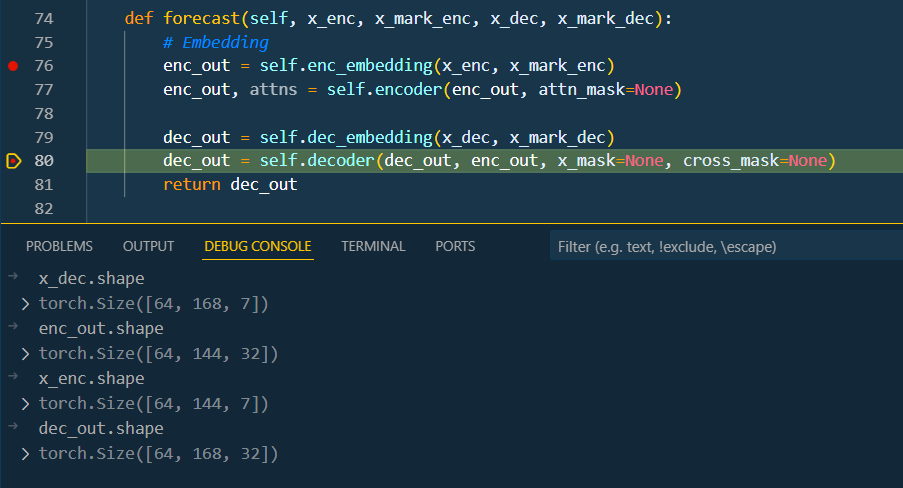 74 def forecast(self, x_enc, x_mark_enc, x_dec, x_mark_dec):
75 # Embedding
76 enc_out = self.enc_embedding(x_enc, x_mark_enc)
77 enc_out, attns = self.encoder(enc_out, attn_mask=None)
78
79 dec_out = self.dec_embedding(x_dec, x_mark_dec)
80 dec_out = self.decoder(dec_out, enc_out, x_mask=None, cross_mask=None)
81 return dec_out
82
PROBLEMS OUTPUT DEBUG CONSOLE TERMINAL PORTS Filter (e.g. text, !exclude, \escape)
x_dec.shape
torch.Size([64, 168, 7])
enc_out.shape
torch.Size([64, 144, 32])
x_enc.shape
torch.Size([64, 144, 7])
dec_out.shape
torch.Size([64, 168, 32])